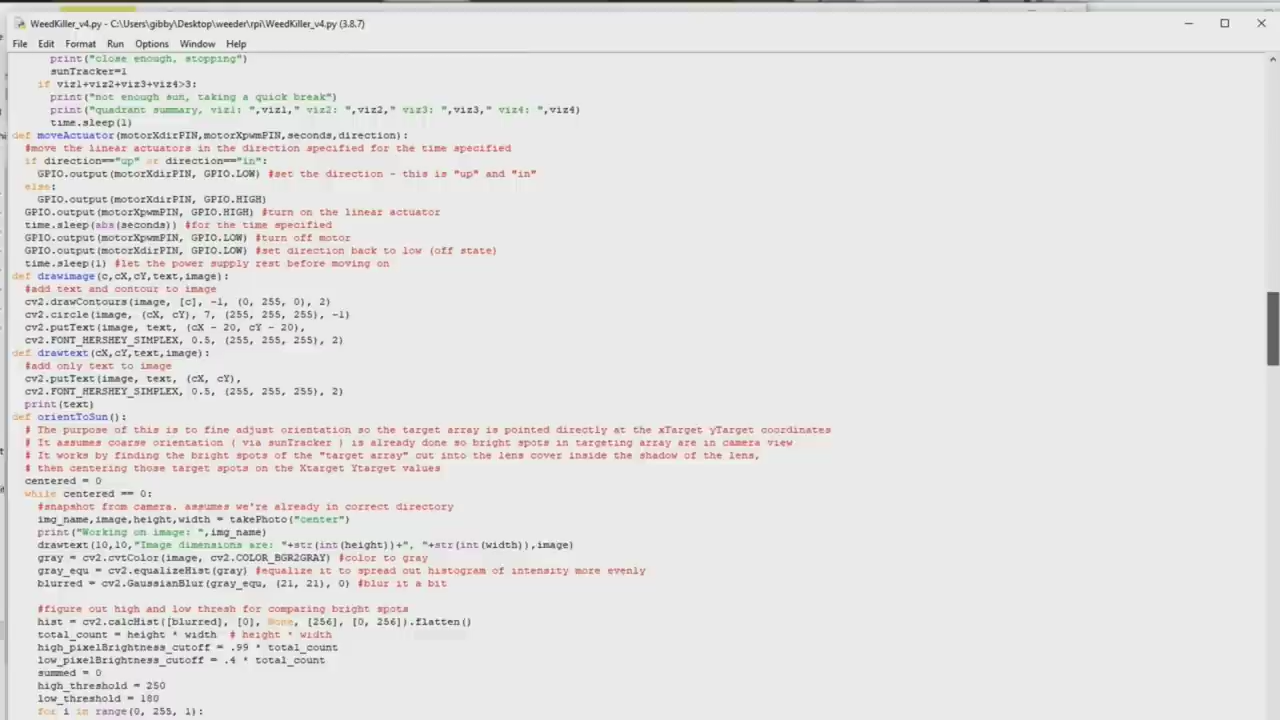 WeedKiller_v4.py - C:\Users\gibby\Desktop\weeder\rpi\WeedKiller_v4.py (3.8.7)
File Edit Format Run Options Window Help
print("close enough, stopping")
sunTracker=1
if viz1+viz2+viz3+viz4>3:
print("not enough sun, taking a quick break")
print("quadrant summary, viz1: ",viz1," viz2: ",viz2," viz3: ",viz3," viz4: ",viz4)
time.sleep(1)
def moveActuator(motorXdirPIN,motorXpwmPIN,seconds,direction):
#move the linear actuators in the direction specified for the time specified
if direction=="up" or direction=="in":
GPIO.output(motorXdirPIN, GPIO.LOW) #set the direction - this is "up" and "in"
else:
GPIO.output(motorXdirPIN, GPIO.HIGH)
GPIO.output(motorXpwmPIN, GPIO.HIGH) #turn on the linear actuator
time.sleep(abs(seconds)) #for the time specified
GPIO.output(motorXpwmPIN, GPIO.LOW) #turn off motor
GPIO.output(motorXdirPIN, GPIO.LOW) #set direction back to low (off state)
time.sleep(1) #let the power supply rest before moving on
def drawimage(c,cX,cY,text,image):
#add text and contour to image
cv2.drawContours(image, [c], -1, (0, 255, 0), 2)
cv2.circle(image, (cX, cY), 7, (255, 255, 255), -1)
cv2.putText(image, text, (cX - 20, cY - 20),
cv2.FONT_HERSHEY_SIMPLEX, 0.5, (255, 255, 255), 2)
def drawtext(cX,cY,text,image):
#add only text to image
cv2.putText(image, text, (cX, cY),
cv2.FONT_HERSHEY_SIMPLEX, 0.5, (255, 255, 255), 2)
print(text)
def orientToSun():
# The purpose of this is to fine adjust orientation so the target array is pointed directly at the xTarget yTarget coordinates
# It assumes coarse orientation ( via sunTracker ) is already done so bright spots in targeting array are in camera view
# It works by finding the bright spots of the "target array" cut into the lens cover inside the shadow of the lens,
# then centering those target spots on the Xtarget Ytarget values
centered = 0
while centered == 0:
#snapshot from camera. assumes we're already in correct directory
img_name,image,height,width = takePhoto("center")
print("Working on image: ",img_name)
drawtext(10,10,"Image dimensions are: "+str(int(height))+", "+str(int(width)),image)
gray = cv2.cvtColor(image, cv2.COLOR_BGR2GRAY) #color to gray
gray_equ = cv2.equalizeHist(gray) #equalize it to spread out histogram of intensity more evenly
blurred = cv2.GaussianBlur(gray_equ, (21, 21), 0) #blur it a bit
#figure out high and low thresh for comparing bright spots
hist = cv2.calcHist([blurred], [0], None, [256], [0, 256]).flatten()
total_count = height * width # height * width
high_pixelBrightness_cutoff = .99 * total_count
low_pixelBrightness_cutoff = .4 * total_count
summed = 0
high_threshold = 250
low_threshold = 180
for i in range(0, 255, 1):